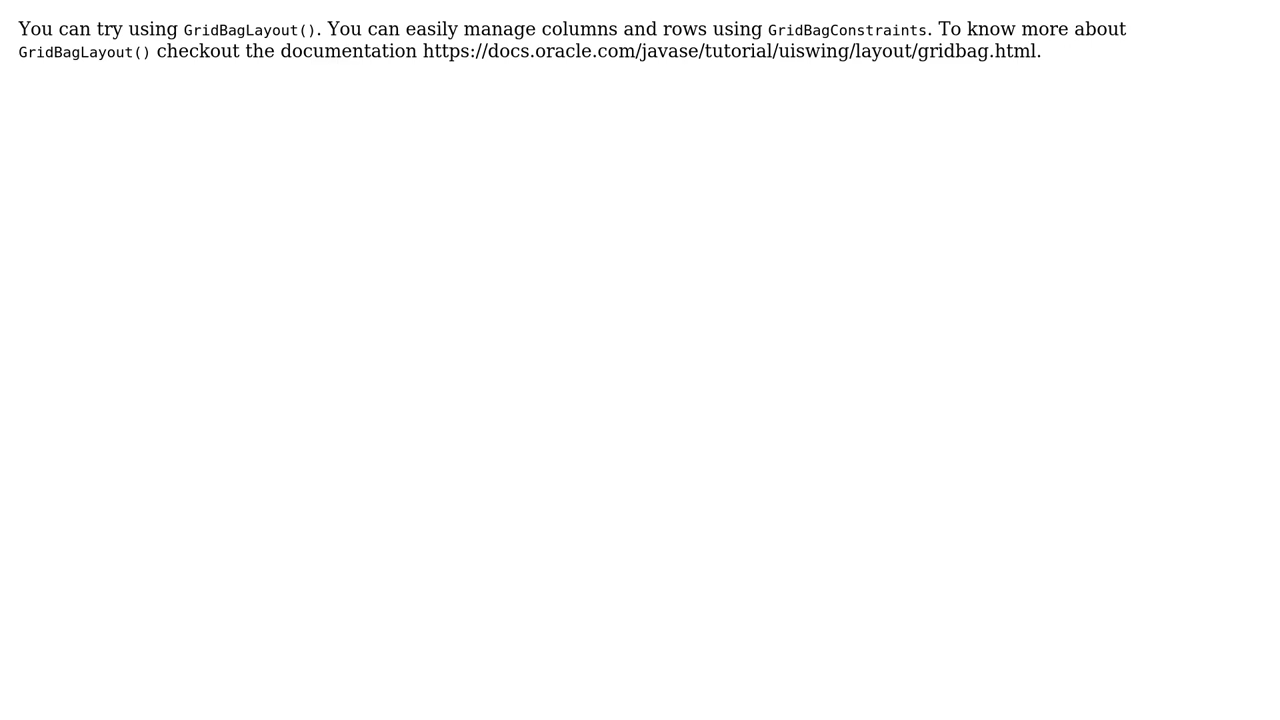 You can try using GridBagLayout(). You can easily manage columns and rows using GridBagConstraints. To know more about
GridBagLayout() checkout the documentation https://docs.oracle.com/javase/tutorial/uiswing/layout/gridbag.html.